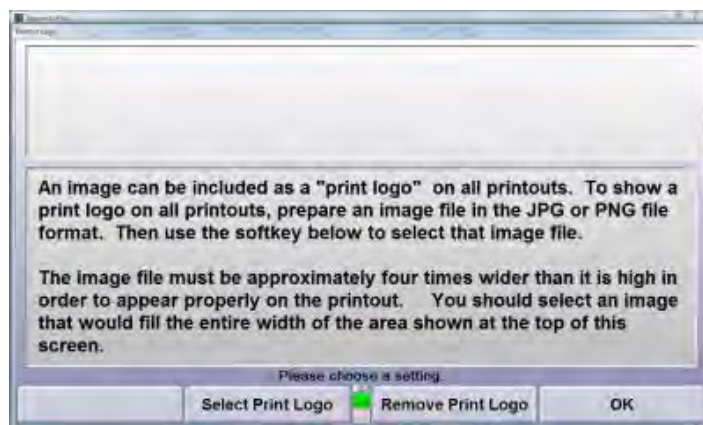 An image can be included as a "print logo" on all printouts. To show a
print logo on all printouts, prepare an image file in the JPG or PNG file
format. Then use the softkey below to select that image file.
The image file must be approximately four times wider than it is high in
order to appear properly on the printout. You should select an image
that would fill the entire width of the area shown at the top of this
screen.
Please choose a setting.
Select Print Logo Remove Print Logo OK